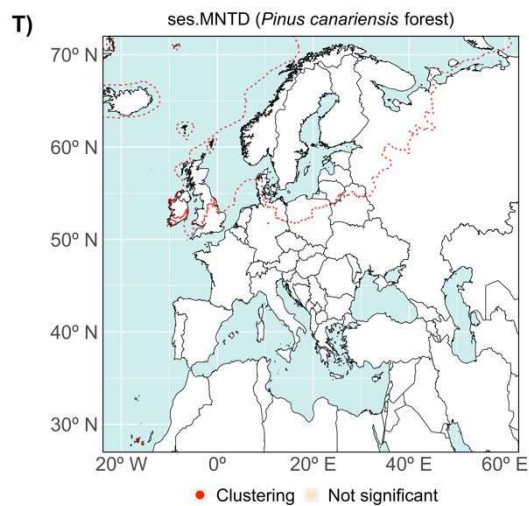 T)
ses.MNTD (Pinus canariensis forest)
70º N
60º N
50º N
40º N
30º N
20º W
0º
20º E
40º E
60º E
Clustering
Not significant